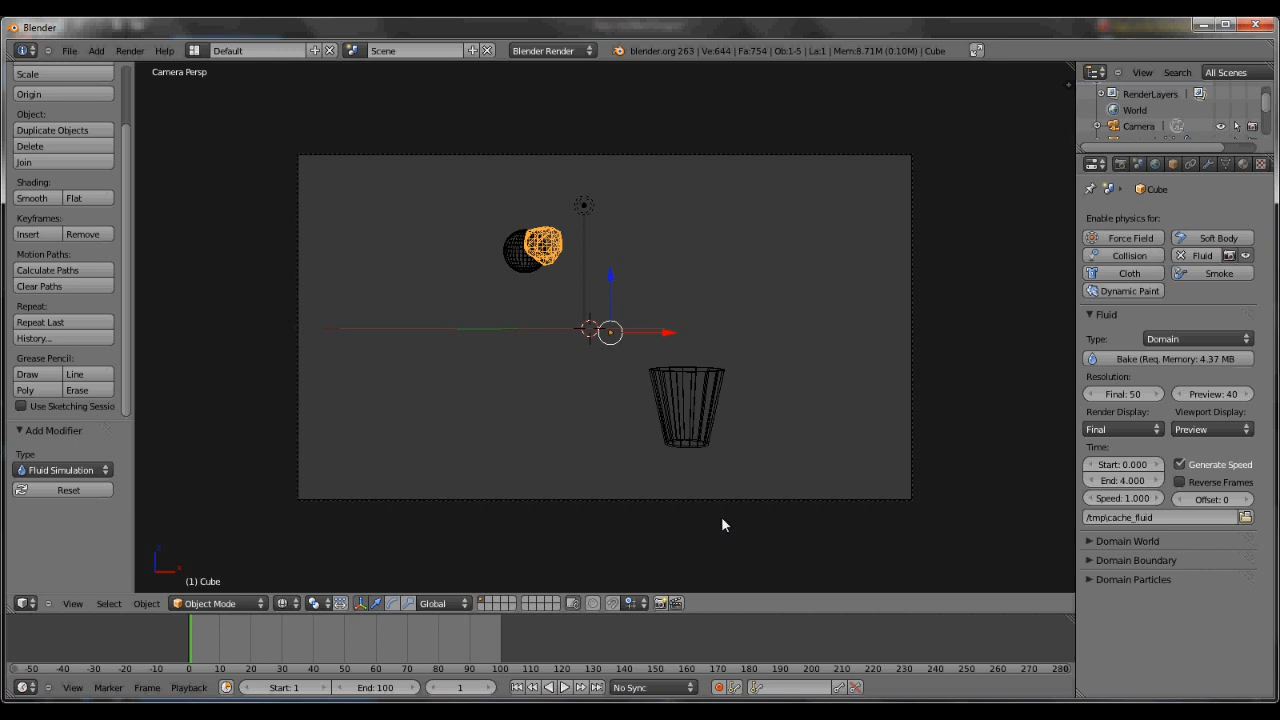 Blender
File Add Render Help Default Scene Blender Render blender.org 263 | Ve:644 | Fa:754 | Ob:1-5 | La:1 | Mem:8.71M (0.10M) | Cube
Scale
Origin
Object:
Duplicate Objects
Delete
Join
Shading:
Smooth Flat
Keyframes:
Insert Remove
Motion Paths:
Calculate Paths
Clear Paths
Repeat:
Repeat Last
History...
Grease Pencil:
Draw Line
Poly Erase
Use Sketching Sessio
Add Modifier
Type
Fluid Simulation
Reset
Camera Persp
(1) Cube
View Search All Scenes
RenderLayers |
World
Camera |
Cube
Enable physics for:
Force Field Soft Body
Collision Fluid
Cloth Smoke
Dynamic Paint
Fluid
Type: Domain
Bake (Req. Memory: 4.37 MB
Resolution:
Final: 50 Preview: 40
Render Display: Viewport Display:
Final Preview
Time:
Start: 0.000 Generate Speed
End: 4.000 Reverse Frames
Speed: 1.000 Offset: 0
/tmp\cache_fluid
Domain World
Domain Boundary
Domain Particles
View Select Object Object Mode Global
-50 -40 -30 -20 -10 0 10 20 30 40 50 60 70 80 90 100 110 120 130 140 150 160 170 180 190 200 210 220 230 240 250 260 270 280
View Marker Frame Playback Start: 1 End: 100 1 No Sync